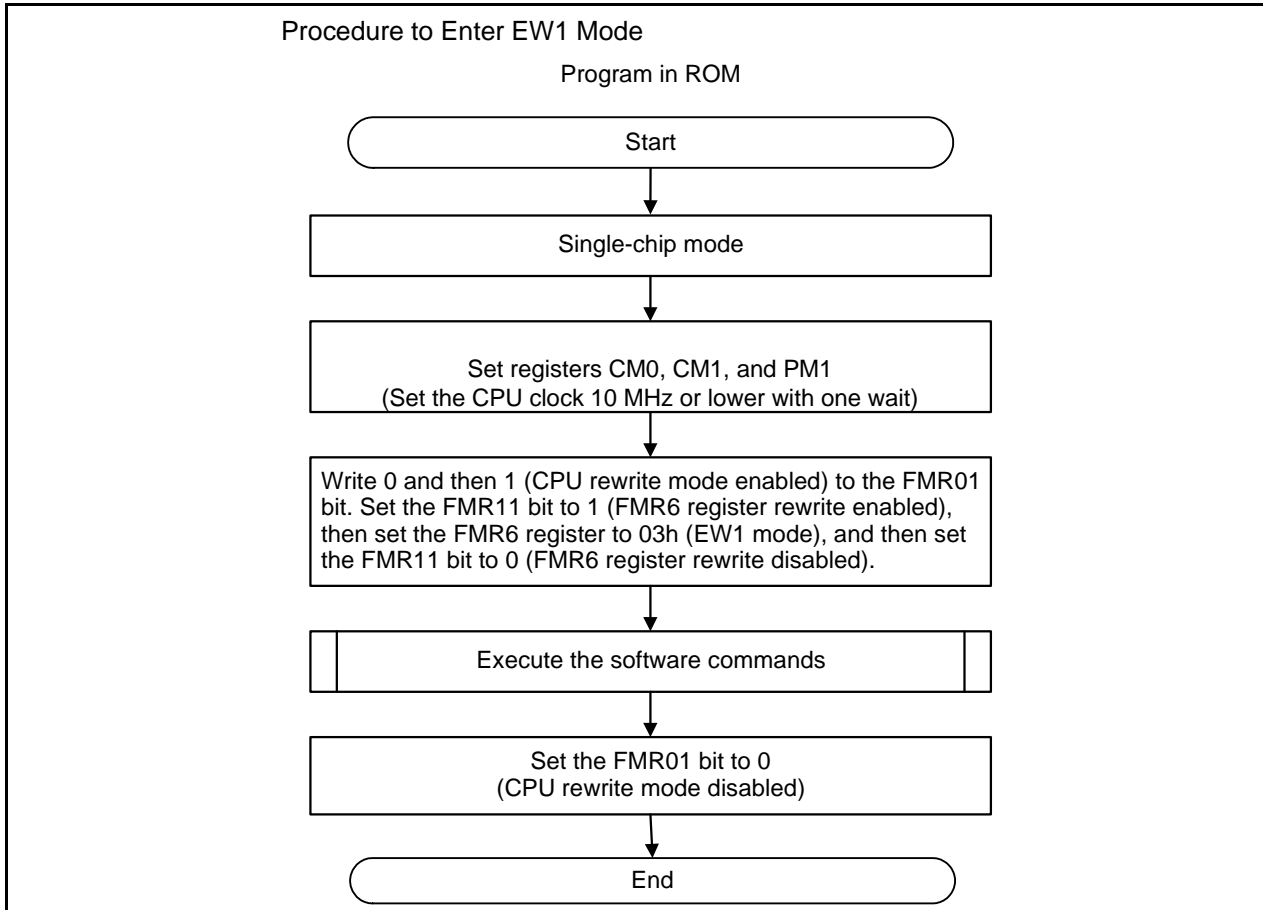 Procedure to Enter EW1 Mode
Program in ROM
Start
Single-chip mode
Set registers CM0, CM1, and PM1
(Set the CPU clock 10 MHz or lower with one wait)
Write 0 and then 1 (CPU rewrite mode enabled) to the FMR01
bit. Set the FMR11 bit to 1 (FMR6 register rewrite enabled),
then set the FMR6 register to 03h (EW1 mode), and then set
the FMR11 bit to 0 (FMR6 register rewrite disabled).
Execute the software commands
Set the FMR01 bit to 0
(CPU rewrite mode disabled)
End